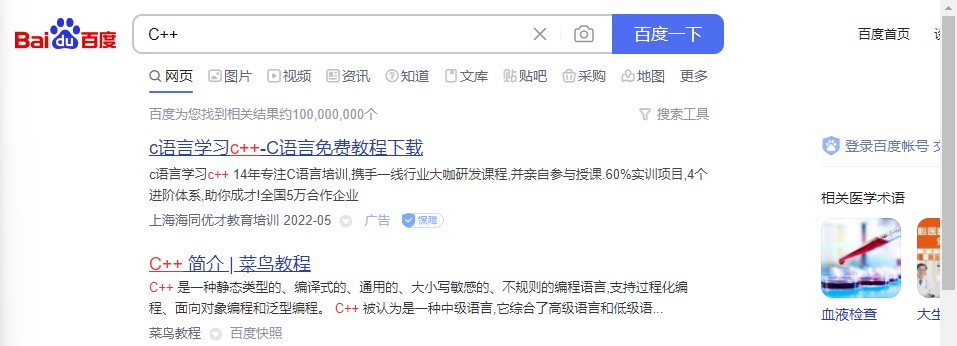 Bai du 百度
C++
百度一下
百度首页
网页 图片 视频 资讯 知道 文库 贴吧 采购 地图 更多
百度为您找到相关结果约100,000,000个
搜索工具
c语言学习c++-C语言免费教程下载
c语言学习c++ 14年专注C语言培训,携手一线行业大咖研发课程,并亲自参与授课.60%实训项目,4个
进阶体系,助你成才!全国5万合作企业
上海海同优才教育培训 2022-05 广告 保障
登录百度帐号
相关医学术语
C++ 简介 | 菜鸟教程
C++ 是一种静态类型的、编译式的、通用的、大小写敏感的、不规则的编程语言,支持过程化编
程、面向对象编程和泛型编程。 C++ 被认为是一种中级语言,它综合了高级语言和低级语...
菜鸟教程 百度快照
血液检查
大生